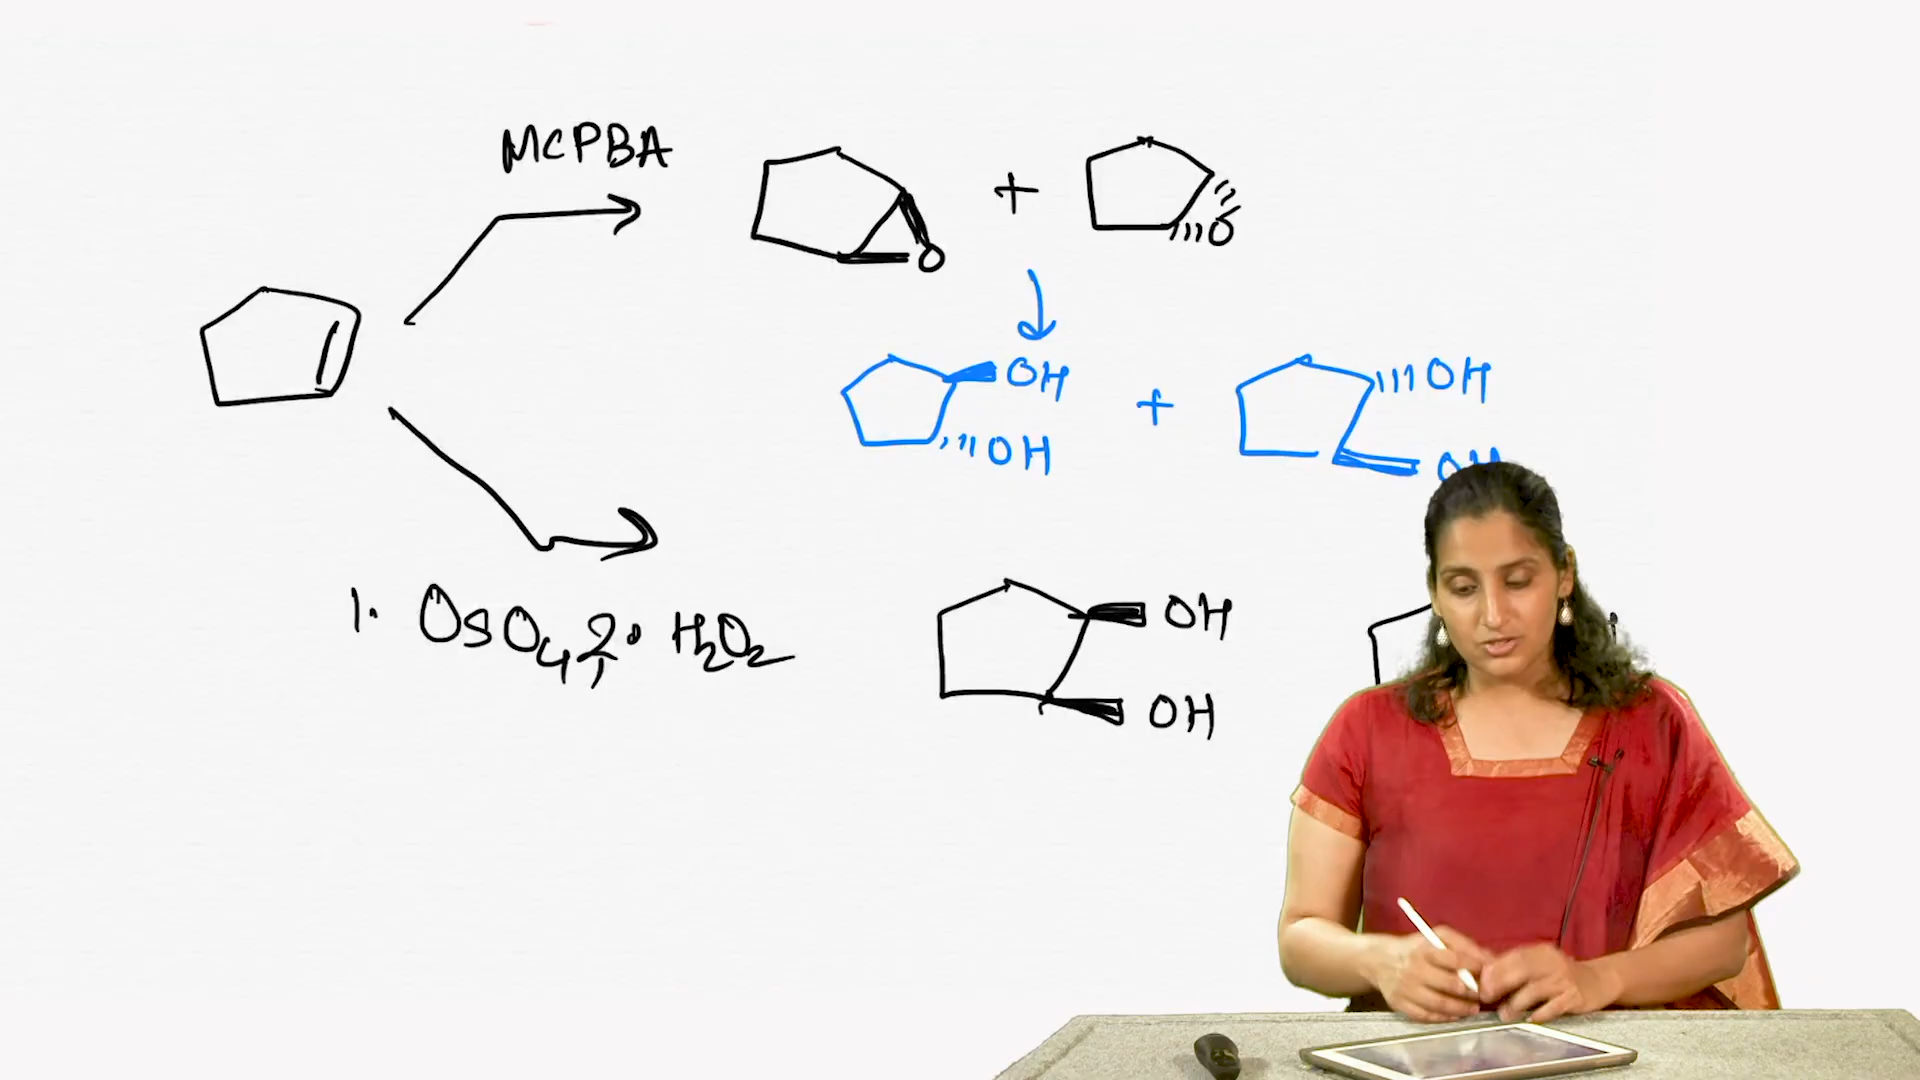 McPBA
O + O
OH + OH
OH
1. OsO4, 2. H2O2
OH
OH